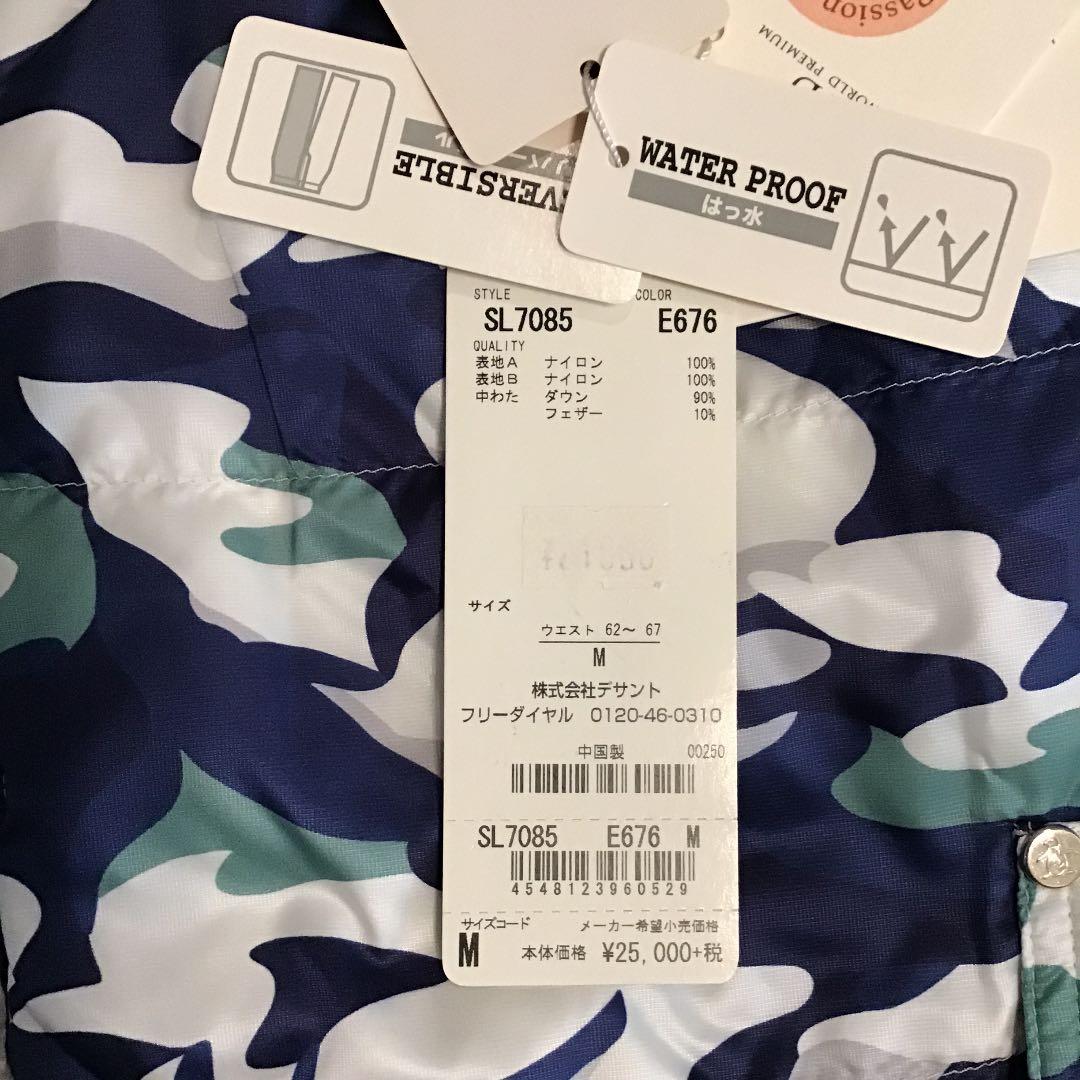 Passion
WORLD PREMIUM
REVERSIBLE
WATER PROOF
はっ水
STYLE COLOR
SL7085 E676
QUALITY
表地A ナイロン 100%
表地B ナイロン 100%
中わた ダウン 90%
フェザー 10%
サイズ
ウエスト 62〜 67
M
株式会社デサント
フリーダイヤル 0120-46-0310
中国製 00250
SL7085 E676 M
4548123960529
サイズコード メーカー希望小売価格
M 本体価格 ¥25,000+税